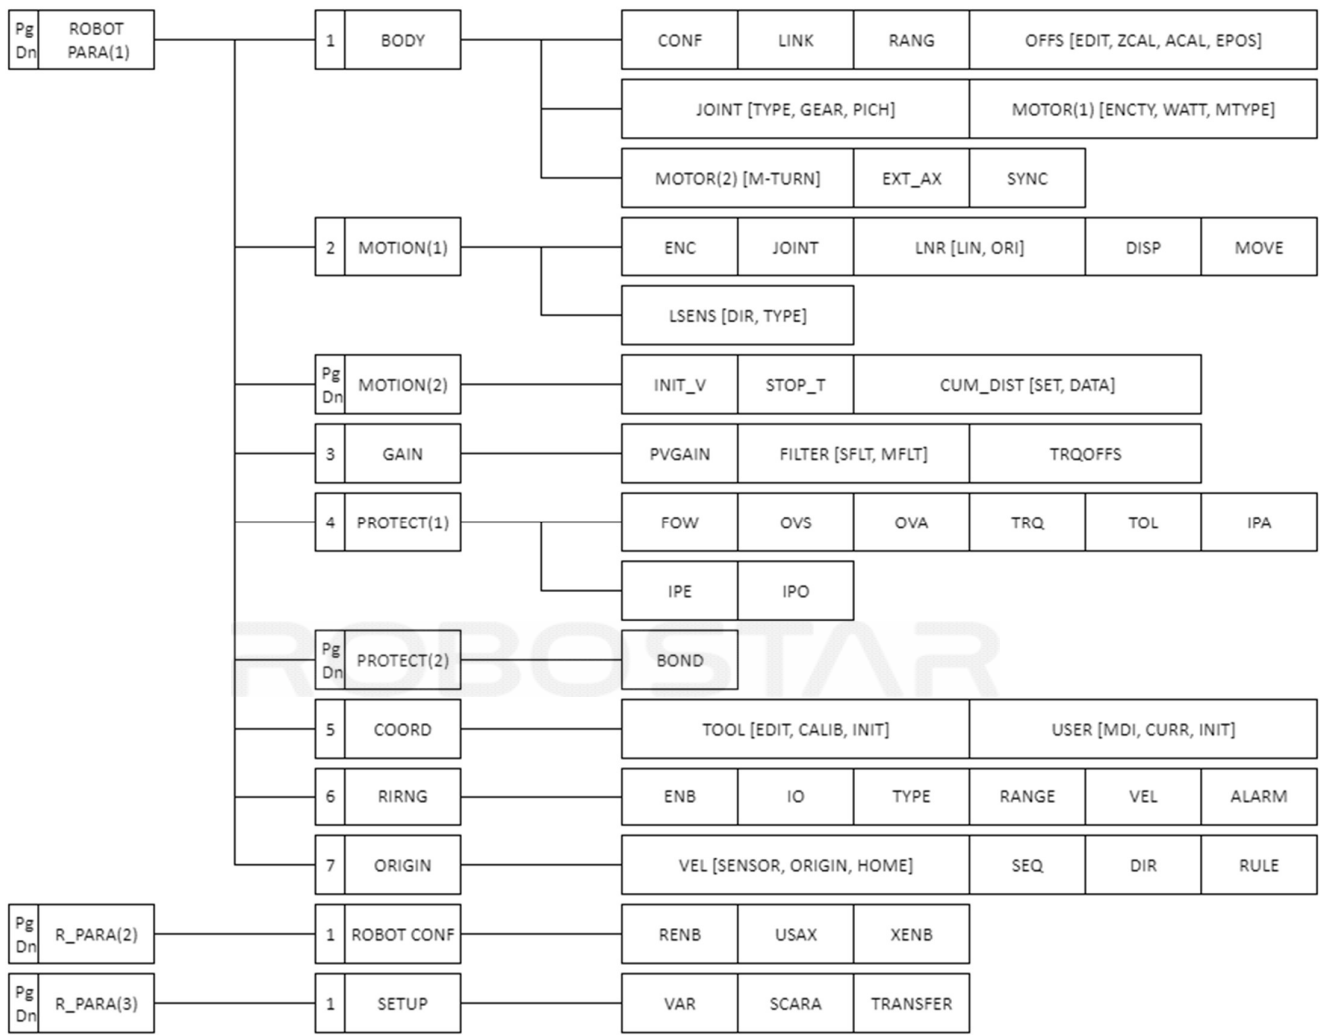 Pg
Dn
ROBOT
PARA(1)
1
BODY
CONF
LINK
RANG
OFFS [EDIT, ZCAL, ACAL, EPOS]
JOINT [TYPE, GEAR, PICH]
MOTOR(1) [ENCTY, WATT, MTYPE]
MOTOR(2) [M-TURN]
EXT_AX
SYNC
2
MOTION(1)
ENC
JOINT
LNR [LIN, ORI]
DISP
MOVE
LSENS [DIR, TYPE]
Pg
Dn
MOTION(2)
INIT_V
STOP_T
CUM_DIST [SET, DATA]
3
GAIN
PVGAIN
FILTER [SFLT, MFLT]
TRQOFFS
4
PROTECT(1)
FOW
OVS
OVA
TRQ
TOL
IPA
IPE
IPO
ROBOSTAR
Pg
Dn
PROTECT(2)
BOND
5
COORD
TOOL [EDIT, CALIB, INIT]
USER [MDI, CURR, INIT]
6
RIRNG
ENB
IO
TYPE
RANGE
VEL
ALARM
7
ORIGIN
VEL [SENSOR, ORIGIN, HOME]
SEQ
DIR
RULE
Pg
Dn
R_PARA(2)
1
ROBOT CONF
RENB
USAX
XENB
Pg
Dn
R_PARA(3)
1
SETUP
VAR
SCARA
TRANSFER